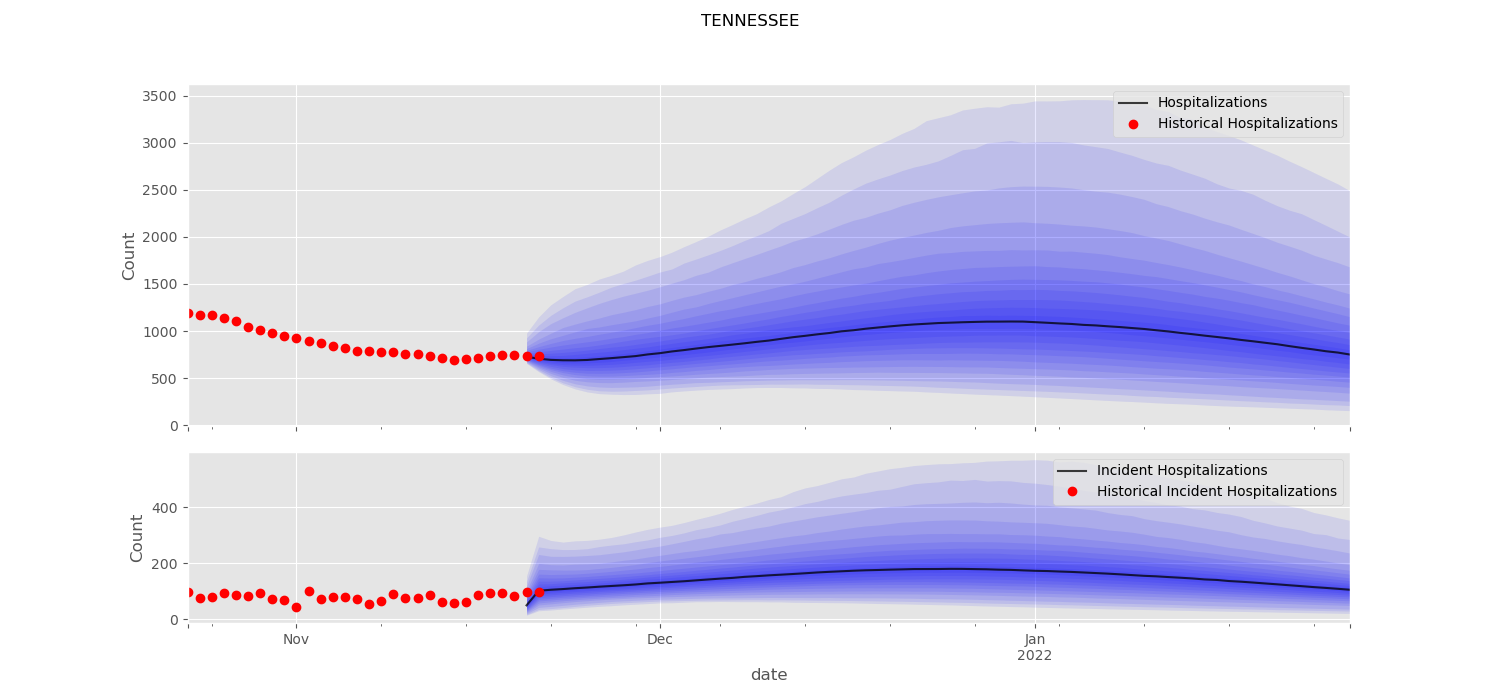 TENNESSEE
3500
3000
2500
2000
1500
1000
500
0
Count
Hospitalizations
Historical Hospitalizations
400
200
0
Count
Incident Hospitalizations
Historical Incident Hospitalizations
Nov
Dec
Jan
2022
date